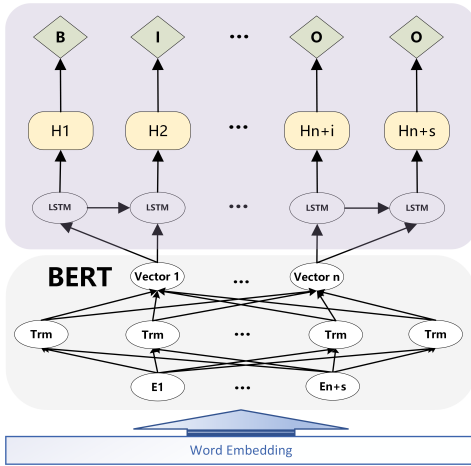 B I ... O O
H1 H2 ... Hn+i Hn+s
LSTM LSTM ... LSTM LSTM
BERT Vector 1 ... Vector n
Trm Trm ... Trm Trm
E1 ... En+s
Word Embedding